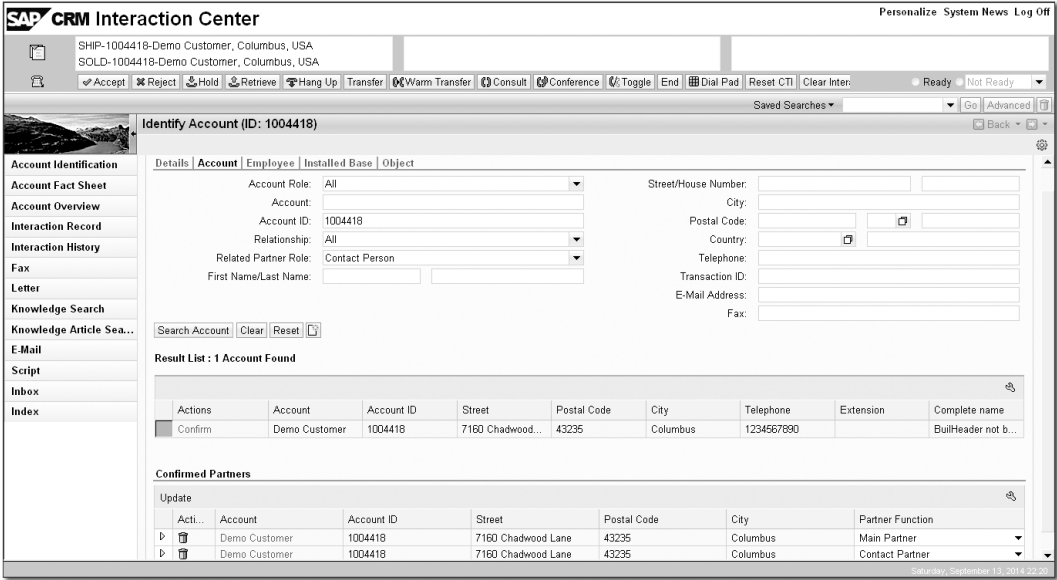 SAP CRM Interaction Center
Personalize System News Log Off
SHIP-1004418-Demo Customer, Columbus, USA
SOLD-1004418-Demo Customer, Columbus, USA
Accept Reject Hold Retrieve Hang Up Transfer Warm Transfer Consult Conference Toggle End Dial Pad Reset CTI Clear Inter Ready Not Ready
Saved Searches Go Advanced
Identify Account (ID: 1004418) Back
Account Identification
Account Fact Sheet
Account Overview
Interaction Record
Interaction History
Fax
Letter
Knowledge Search
Knowledge Article Sea...
E-Mail
Script
Inbox
Index
Details | Account | Employee | Installed Base | Object
Account Role: All
Account:
Account ID: 1004418
Relationship: All
Related Partner Role: Contact Person
First Name/Last Name:
Street/House Number:
City:
Postal Code:
Country:
Telephone:
Transaction ID:
E-Mail Address:
Fax:
Search Account Clear Reset
Result List : 1 Account Found
Actions Account Account ID Street Postal Code City Telephone Extension Complete name
Confirm Demo Customer 1004418 7160 Chadwood... 43235 Columbus 1234567890 BuilHeader not b...
Confirmed Partners
Update
Acti... Account Account ID Street Postal Code City Partner Function
Demo Customer 1004418 7160 Chadwood Lane 43235 Columbus Main Partner
Demo Customer 1004418 7160 Chadwood Lane 43235 Columbus Contact Partner
Saturday, September 13, 2014 22:20